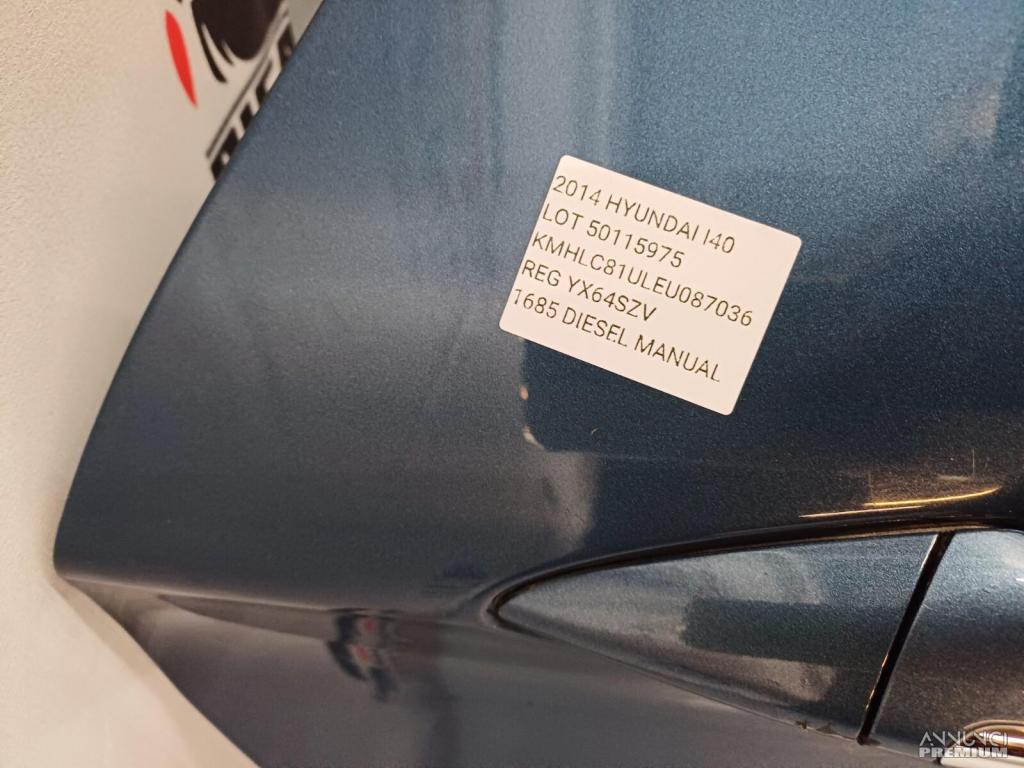 2014 HYUNDAI I40
LOT 50115975
KMHLC81ULEU087036
REG YX64SZV
1685 DIESEL MANUAL
ANNUNCI
PREMIUM